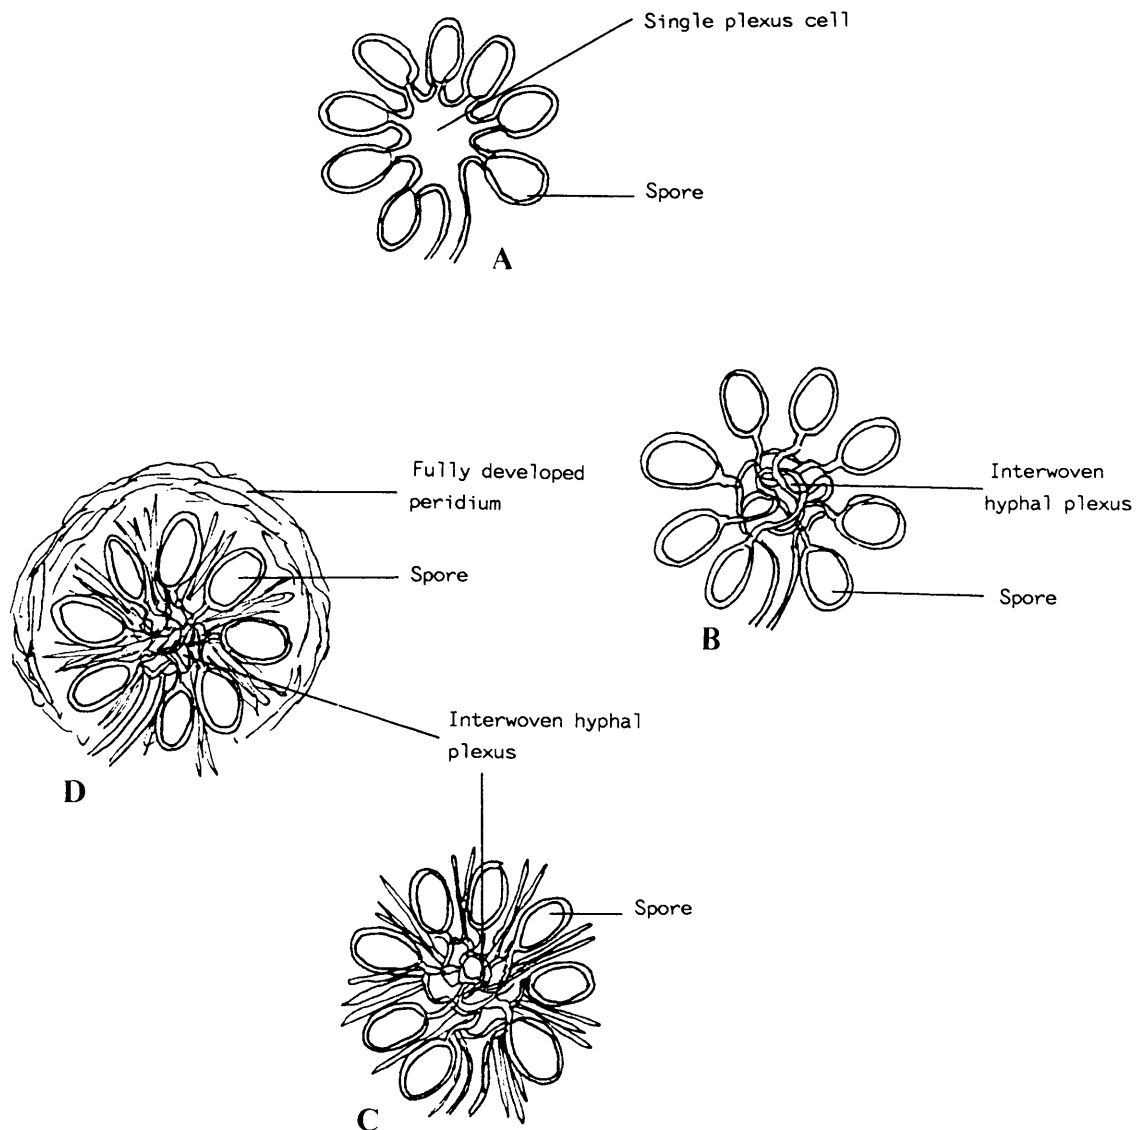 Single plexus cell
Spore
A
Interwoven
hyphal plexus
Spore
B
Fully developed
peridium
Spore
Interwoven hyphal
plexus
D
Spore
C